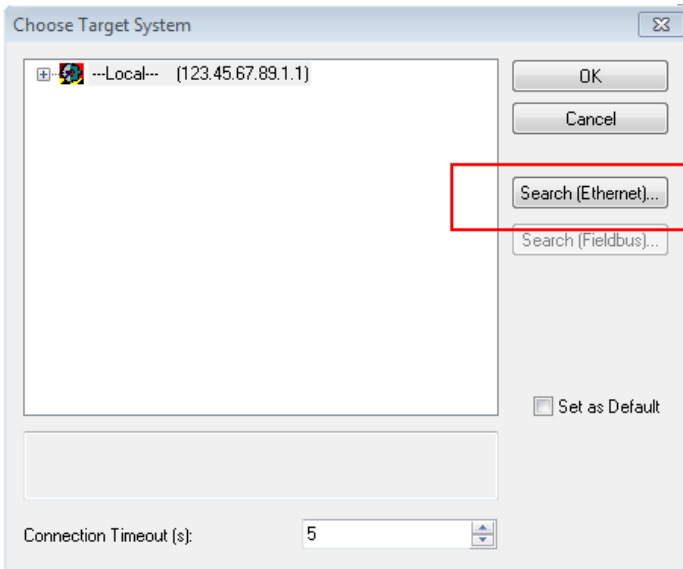 Choose Target System
---Local--- (123.45.67.89.1.1)
OK
Cancel
Search (Ethernet)...
Search (Fieldbus)...
Set as Default
Connection Timeout (s):
5